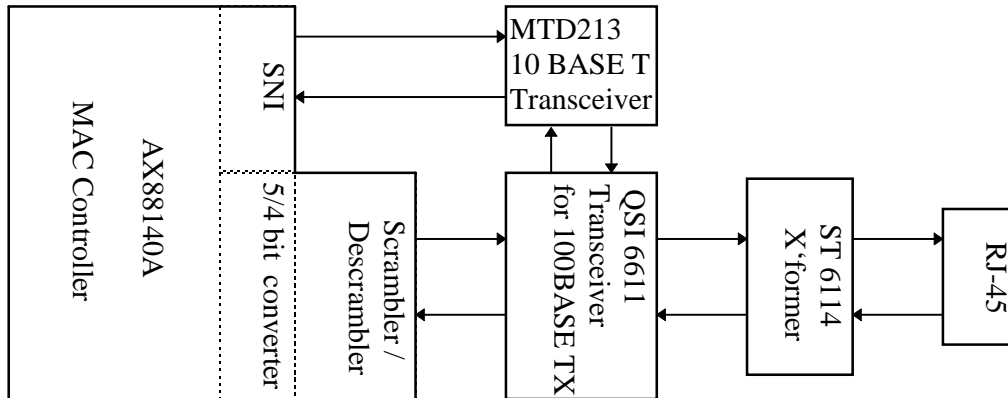 AX88140A
MAC Controller
SNI
5/4 bit converter
Scrambler /
Descrambler
MTD213
10 BASE T
Transceiver
QSI 6611
Transceiver
for 100BASE TX
ST 6114
X‘former
RJ-45